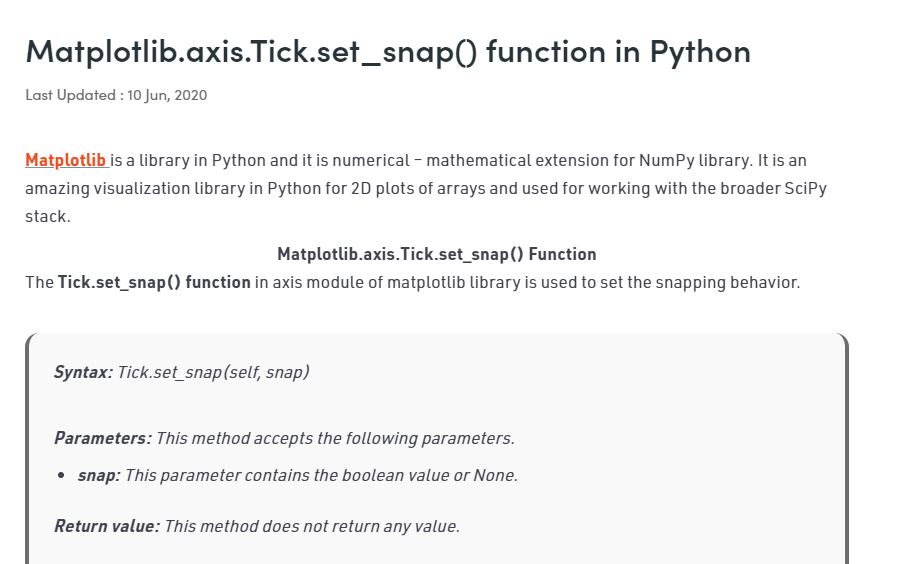 Matplotlib.axis.Tick.set_snap() function in Python
Last Updated : 10 Jun, 2020
Matplotlib is a library in Python and it is numerical – mathematical extension for NumPy library. It is an
amazing visualization library in Python for 2D plots of arrays and used for working with the broader SciPy
stack.
Matplotlib.axis.Tick.set_snap() Function
The Tick.set_snap() function in axis module of matplotlib library is used to set the snapping behavior.
Syntax: Tick.set_snap(self, snap)
Parameters: This method accepts the following parameters.
• snap: This parameter contains the boolean value or None.
Return value: This method does not return any value.